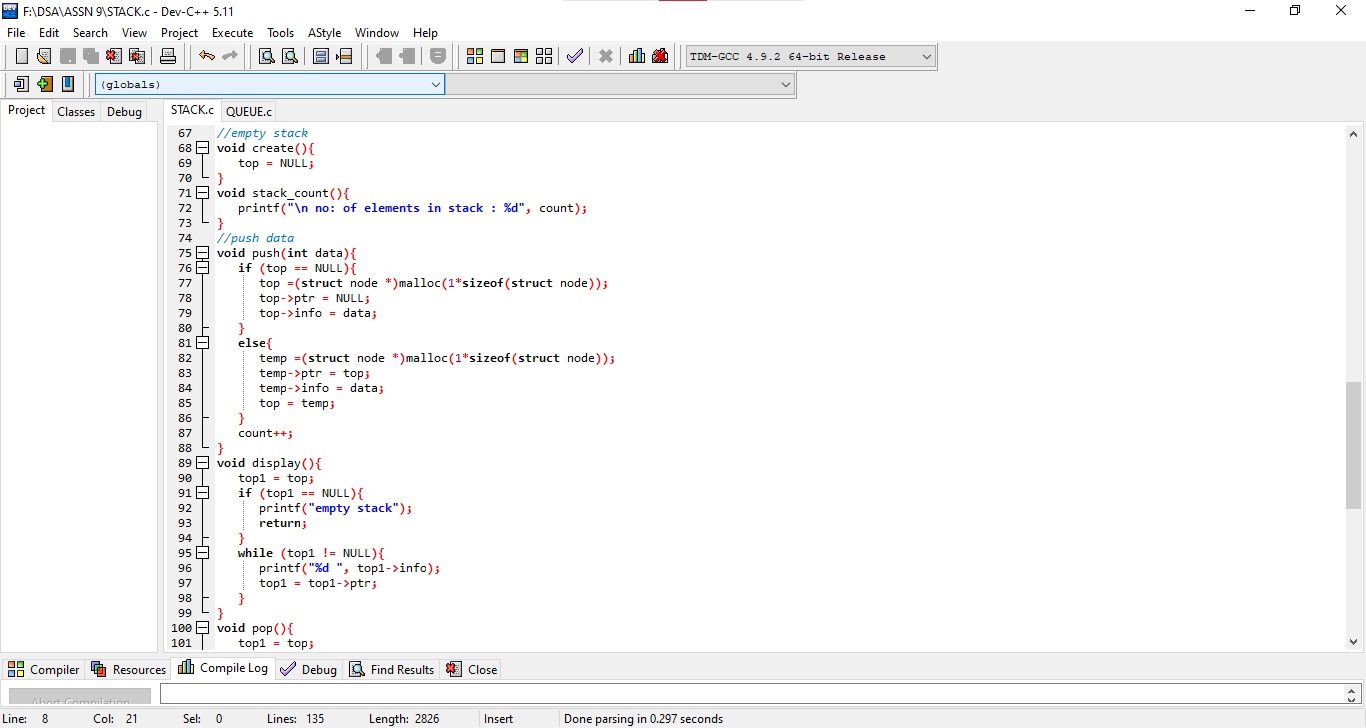 F:\DSA\ASSN 9\STACK.c - Dev-C++ 5.11
File Edit Search View Project Execute Tools AStyle Window Help
TDM-GCC 4.9.2 64-bit Release
(globals)
Project Classes Debug STACK.c QUEUE.c
67 //empty stack
68 void create(){
69 top = NULL;
70 }
71 void stack_count(){
72 printf("\n no: of elements in stack : %d", count);
73 }
74 //push data
75 void push(int data){
76 if (top == NULL){
77 top =(struct node *)malloc(1*sizeof(struct node));
78 top->ptr = NULL;
79 top->info = data;
80 }
81 else{
82 temp =(struct node *)malloc(1*sizeof(struct node));
83 temp->ptr = top;
84 temp->info = data;
85 top = temp;
86 }
87 count++;
88 }
89 void display(){
90 top1 = top;
91 if (top1 == NULL){
92 printf("empty stack");
93 return;
94 }
95 while (top1 != NULL){
96 printf("%d ", top1->info);
97 top1 = top1->ptr;
98 }
99 }
100 void pop(){
101 top1 = top;
Compiler Resources Compile Log Debug Find Results Close
Abort Compilation
Line: 8 Col: 21 Sel: 0 Lines: 135 Length: 2826 Insert Done parsing in 0.297 seconds